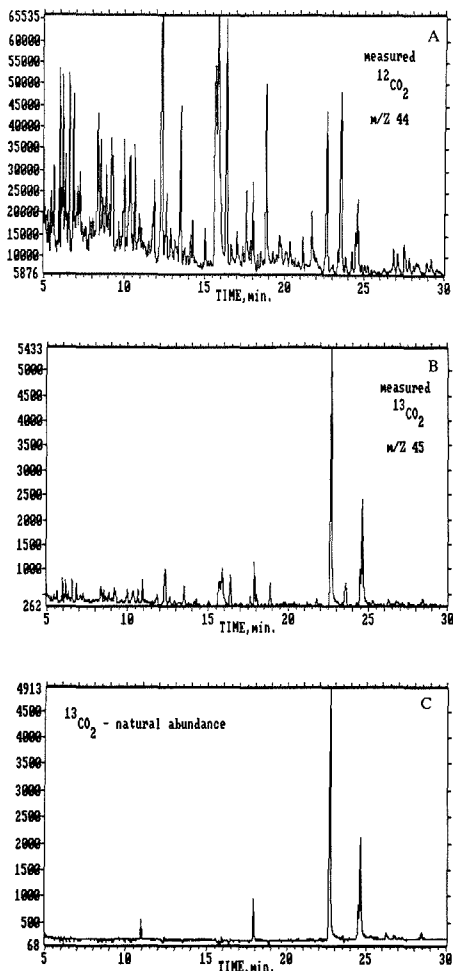 65535
A
60000
measured
55000
12CO2
50000
m/Z 44
45000
40000
35000
30000
25000
20000
15000
10000
5876
5 10 15 20 25 30
TIME,min.
5433
B
5000
measured
4500
13CO2
4000
m/Z 45
3500
3000
2500
2000
1500
1000
262
5 10 15 20 25 30
TIME,min.
4913
C
4500
13CO2 - natural abundance
4000
3500
3000
2500
2000
1500
1000
500
68
5 10 15 20 25 30
TIME,min.